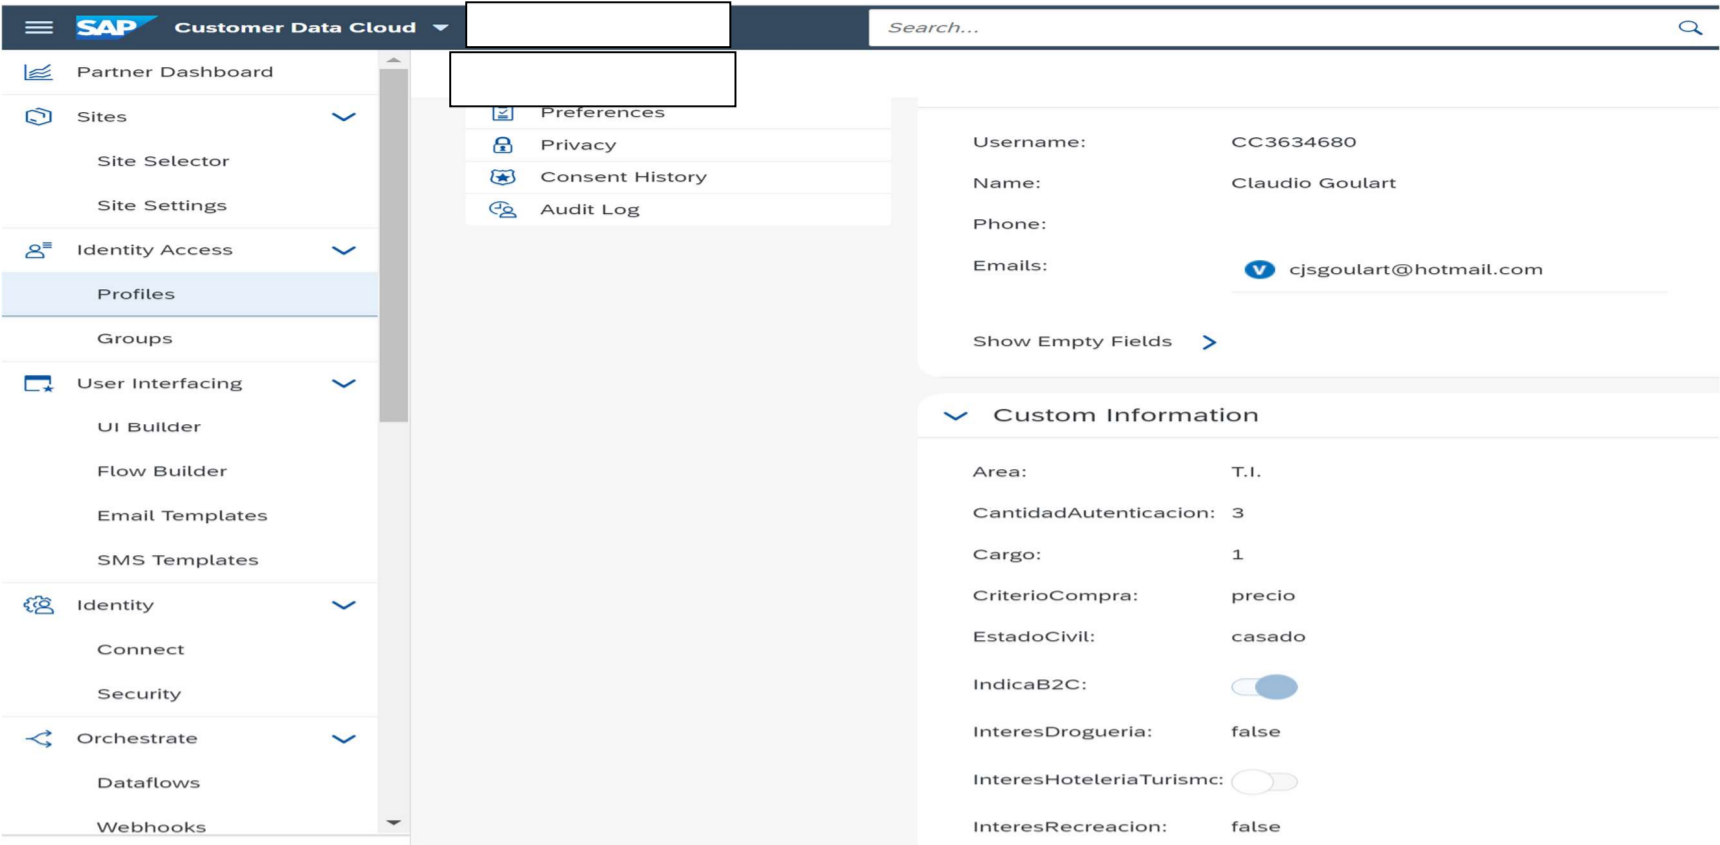 SAP Customer Data Cloud
Search...
Partner Dashboard
Sites
Site Selector
Site Settings
Identity Access
Profiles
Groups
User Interfacing
UI Builder
Flow Builder
Email Templates
SMS Templates
Identity
Connect
Security
Orchestrate
Dataflows
Webhooks
Preferences
Privacy
Consent History
Audit Log
Username: CC3634680
Name: Claudio Goulart
Phone:
Emails: V cjsgoulart@hotmail.com
Show Empty Fields
Custom Information
Area: T.I.
CantidadAutenticacion: 3
Cargo: 1
CriterioCompra: precio
EstadoCivil: casado
IndicaB2C:
InteresDrogueria: false
InteresHoteleriaTurismc:
InteresRecreacion: false